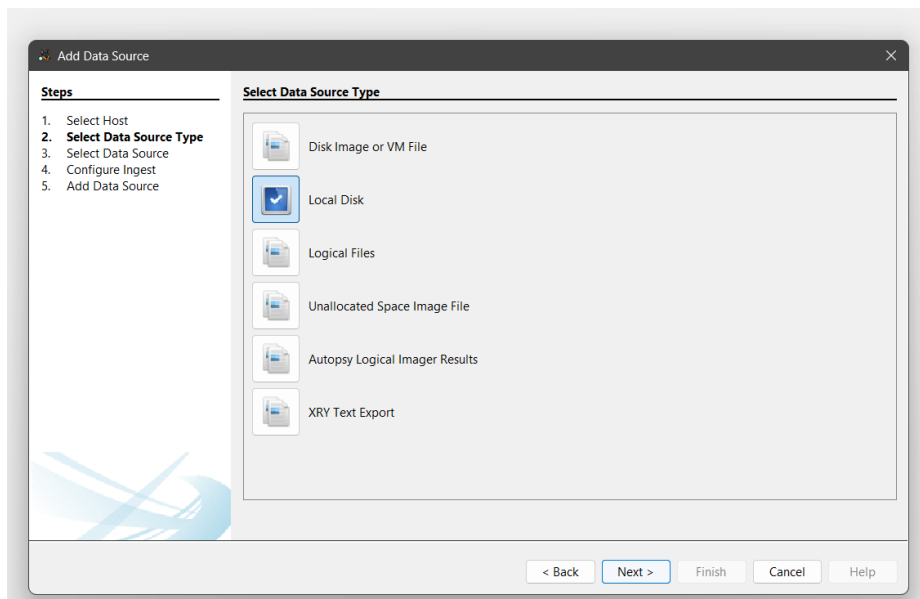 Add Data Source
Steps
1. Select Host
2. Select Data Source Type
3. Select Data Source
4. Configure Ingest
5. Add Data Source
Select Data Source Type
Disk Image or VM File
Local Disk
Logical Files
Unallocated Space Image File
Autopsy Logical Imager Results
XRY Text Export
< Back
Next >
Finish
Cancel
Help